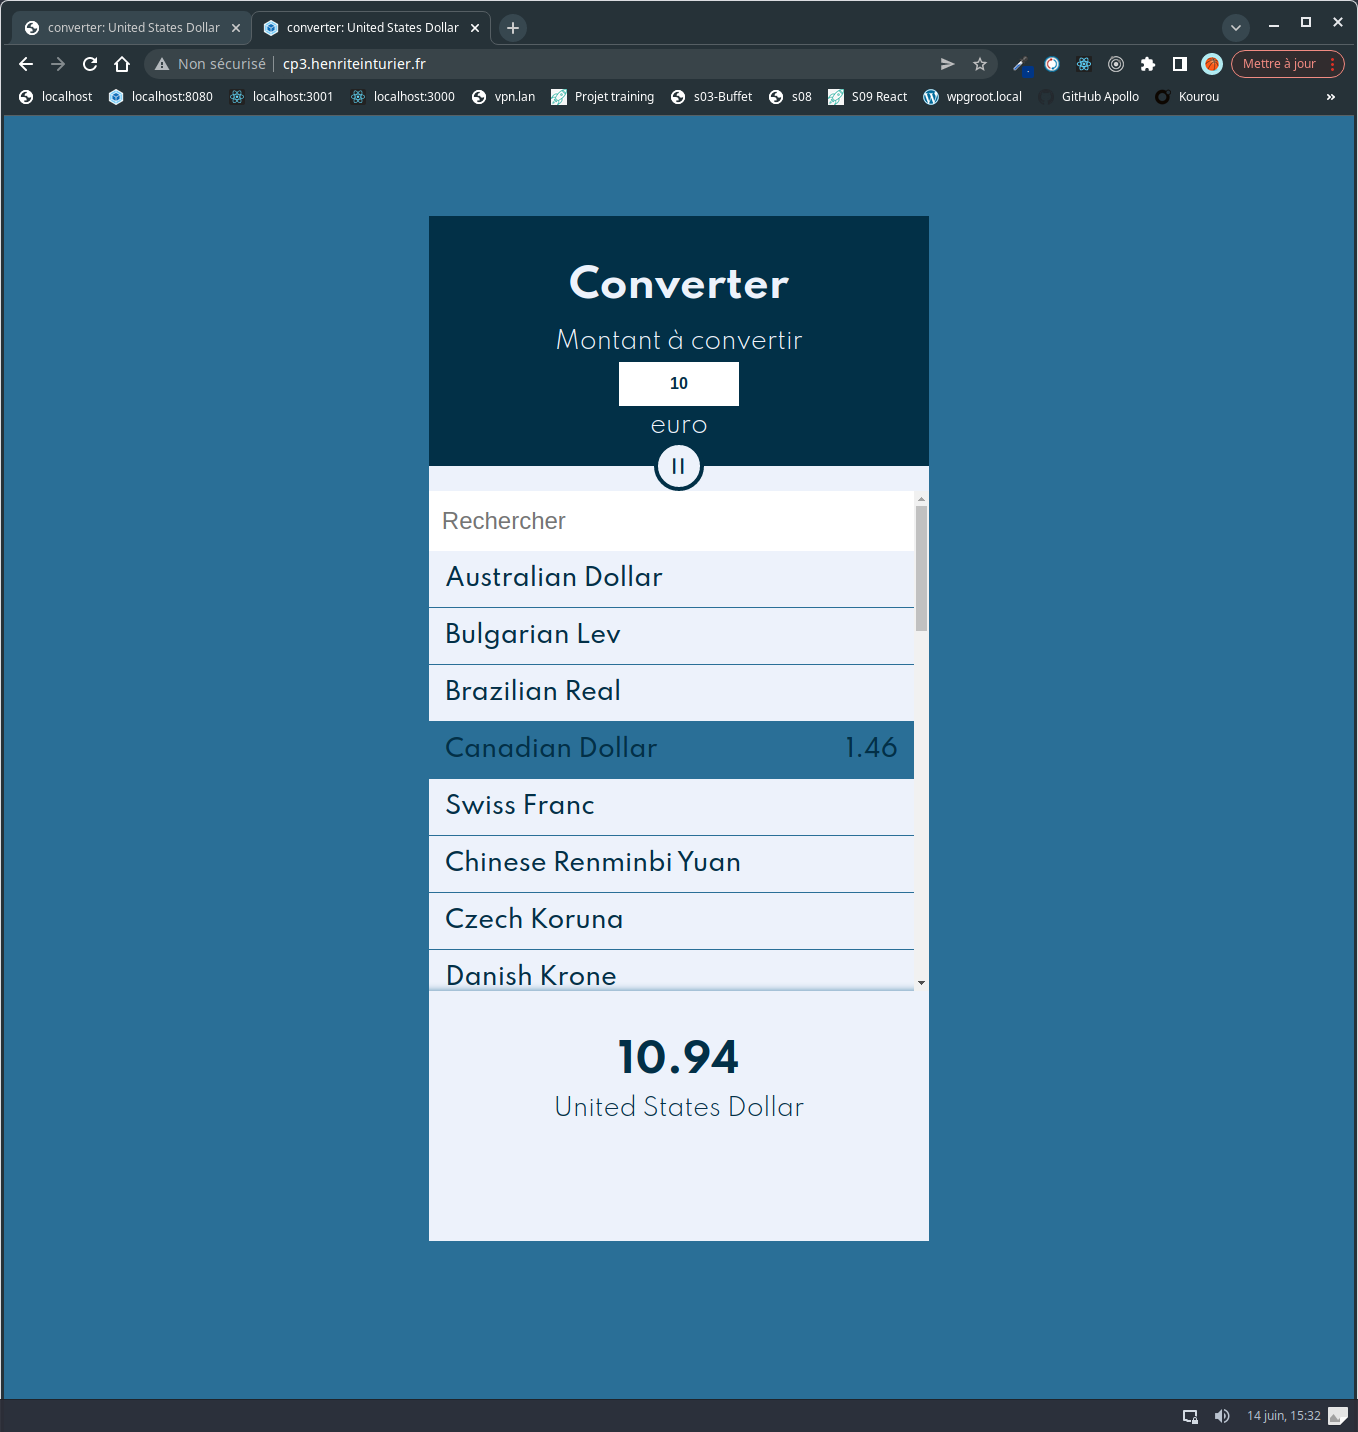 converter: United States Dollar
converter: United States Dollar
Non sécurisé
cp3.henriteinturier.fr
Mettre à jour
localhost
localhost:8080
localhost:3001
localhost:3000
vpn.lan
Projet training
s03-Buffet
s08
S09 React
wpgroot.local
GitHub Apollo
Kourou
»
Converter
Montant à convertir
10
euro
Rechercher
Australian Dollar
Bulgarian Lev
Brazilian Real
Canadian Dollar 1.46
Swiss Franc
Chinese Renminbi Yuan
Czech Koruna
Danish Krone
10.94
United States Dollar
14 juin, 15:32